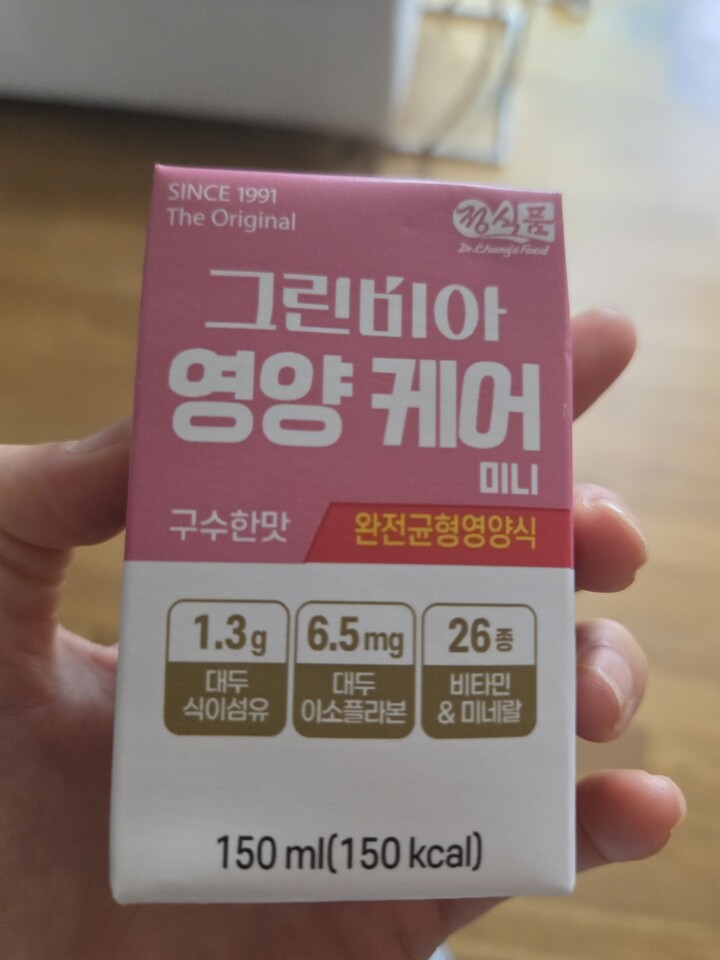 SINCE 1991
The Original
정식품
Dr.Chung's Food
그린비아
영양 케어
미니
구수한맛
완전균형영양식
1.3g
대두
식이섬유
6.5mg
대두
이소플라본
26종
비타민
& 미네랄
150 ml(150 kcal)